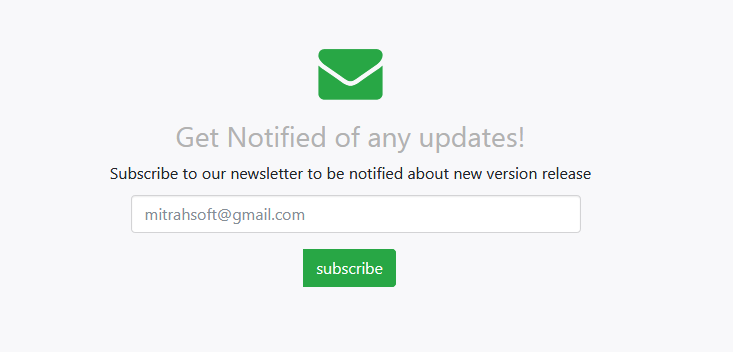 Get Notified of any updates!
Subscribe to our newsletter to be notified about new version release
mitrahsoft@gmail.com
subscribe